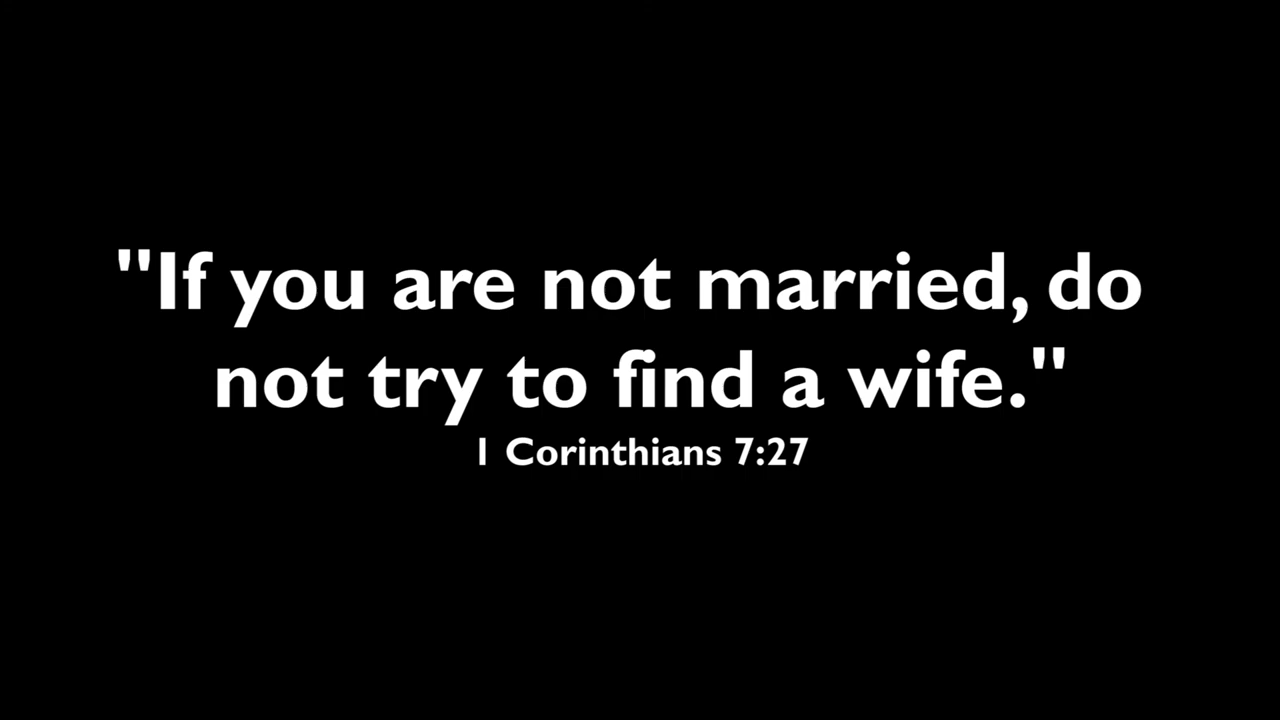 "If you are not married, do
not try to find a wife."
1 Corinthians 7:27